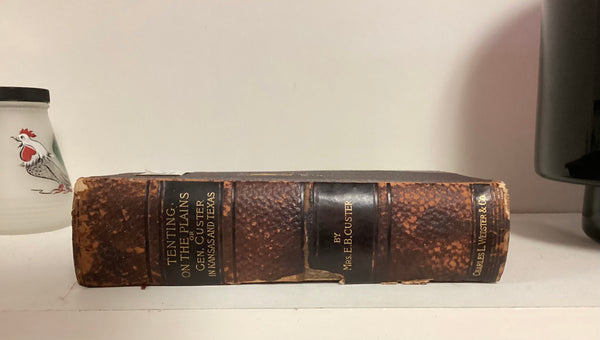 TENTING
ON THE PLAINS
OR
GEN. CUSTER
IN KANSAS AND TEXAS
BY
MRS. E.B. CUSTER
CHARLES L. WEBSTER & CO.